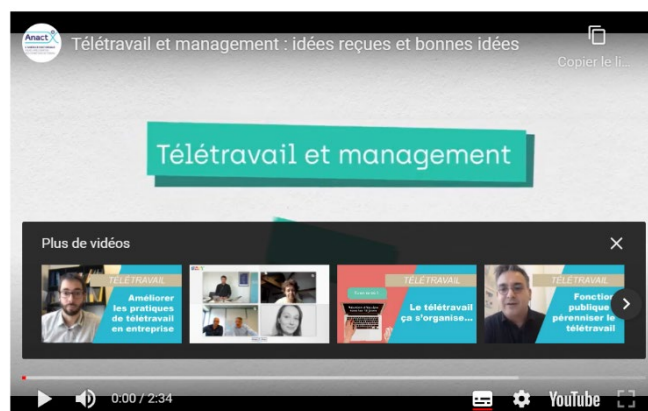 Anact
Télétravail et management : idées reçues et bonnes idées
Copier le li...
Télétravail et management
Plus de vidéos
TÉLÉTRAVAIL
Améliorer
les pratiques
de télétravail
en entreprise
TÉLÉTRAVAIL
Le télétravail
ça s'organise...
TÉLÉTRAVAIL
Fonction
publique
pérenniser le
télétravail
0:00 / 2:34
YouTube